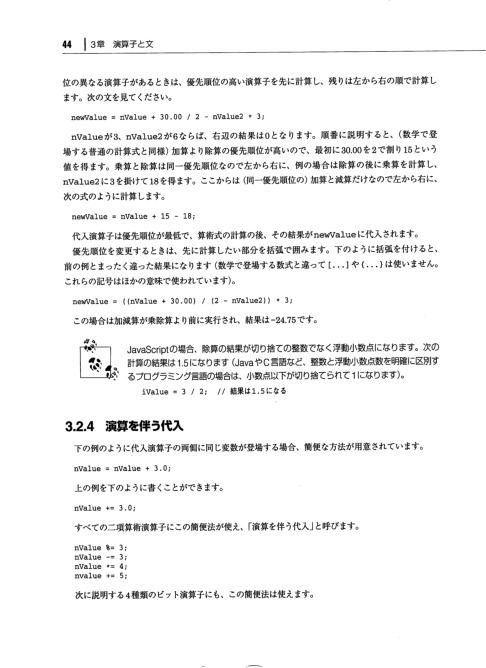 44 3章 演算子と文
位の異なる演算子があるときは、優先順位の高い演算子を先に計算し、残りは左から右の順で計算し
ます。次の文を見てください。
newValue = nValue + 30.00 / 2 - nValue2 * 3;
nValueが3、nValue2が6ならば、右辺の結果は0となります。順番に説明すると、(数学で登
場する普通の計算式と同様) 加算より除算の優先順位が高いので、最初に30.00を2で割り15という
値を得ます。乗算と除算は同一優先順位なので左から右に、例の場合は除算の後に乗算を計算し、
nValue2に3を掛けて18を得ます。ここからは (同一優先順位の) 加算と減算だけなので左から右に、
次の式のように計算します。
newValue = nValue + 15 - 18;
代入演算子は優先順位が最低で、算術式の計算の後、その結果がnewValueに代入されます。
優先順位を変更するときは、先に計算したい部分を括弧で囲みます。下のように括弧を付けると、
前の例とまったく違った結果になります (数学で登場する数式と違って [...] や {...} は使いません。
これらの記号はほかの意味で使われています)。
newValue = ((nValue + 30.00) / (2 - nValue2)) * 3;
この場合は加減算が乗除算より前に実行され、結果は-24.75です。
JavaScriptの場合、除算の結果が切り捨ての整数でなく浮動小数点になります。次の
計算の結果は1.5になります (JavaやC言語など、整数と浮動小数点数を明確に区別す
るプログラミング言語の場合は、小数点以下が切り捨てられて1になります)。
iValue = 3 / 2; // 結果は1.5になる
3.2.4 演算を伴う代入
下の例のように代入演算子の両側に同じ変数が登場する場合、簡便な方法が用意されています。
nValue = nValue + 3.0;
上の例を下のように書くことができます。
nValue += 3.0;
すべての二項算術演算子にこの簡便法が使え、「演算を伴う代入」と呼びます。
nValue %= 3;
nValue -= 3;
nValue *= 4;
nvalue += 5;
次に説明する4種類のビット演算子にも、この簡便法は使えます。